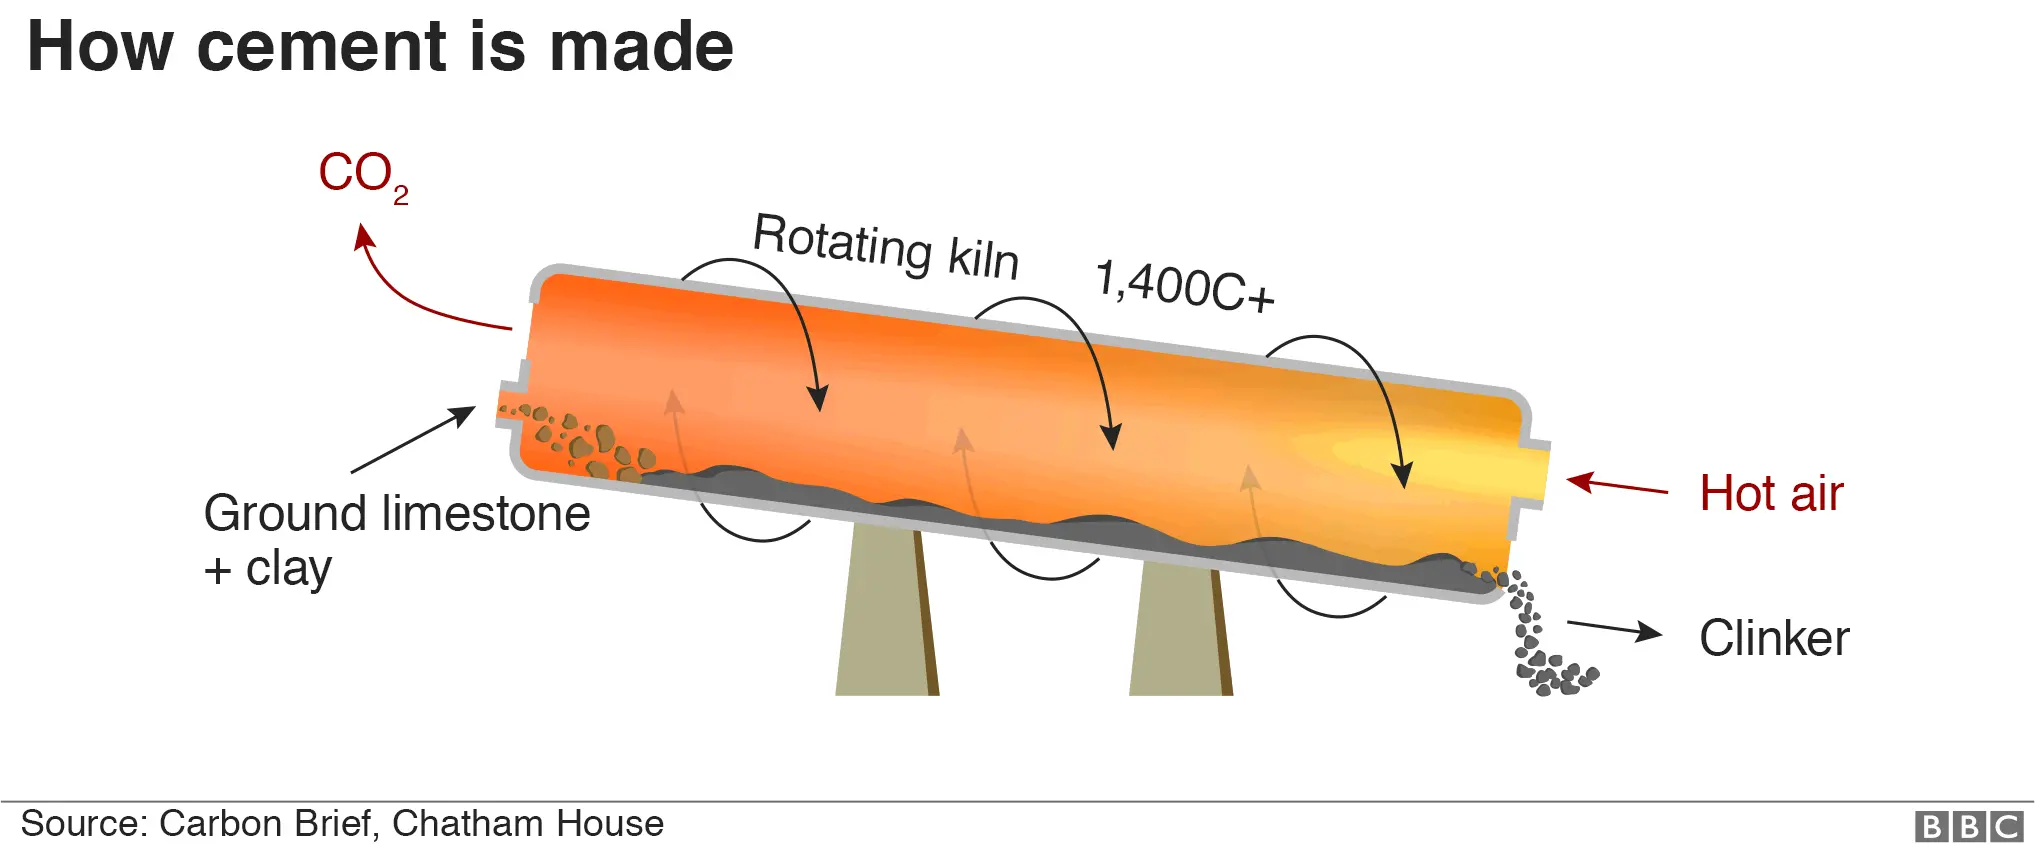 How cement is made
CO₂
Rotating kiln
1,400C+
Ground limestone
+ clay
Hot air
Clinker
Source: Carbon Brief, Chatham House
BBC